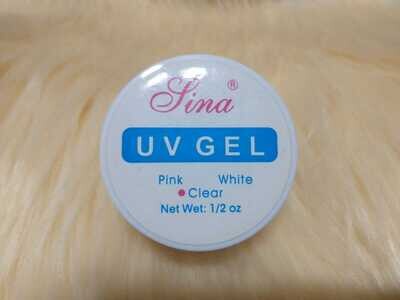 Sina ®
UV GEL
Pink White
Clear
Net Wet: 1/2 oz